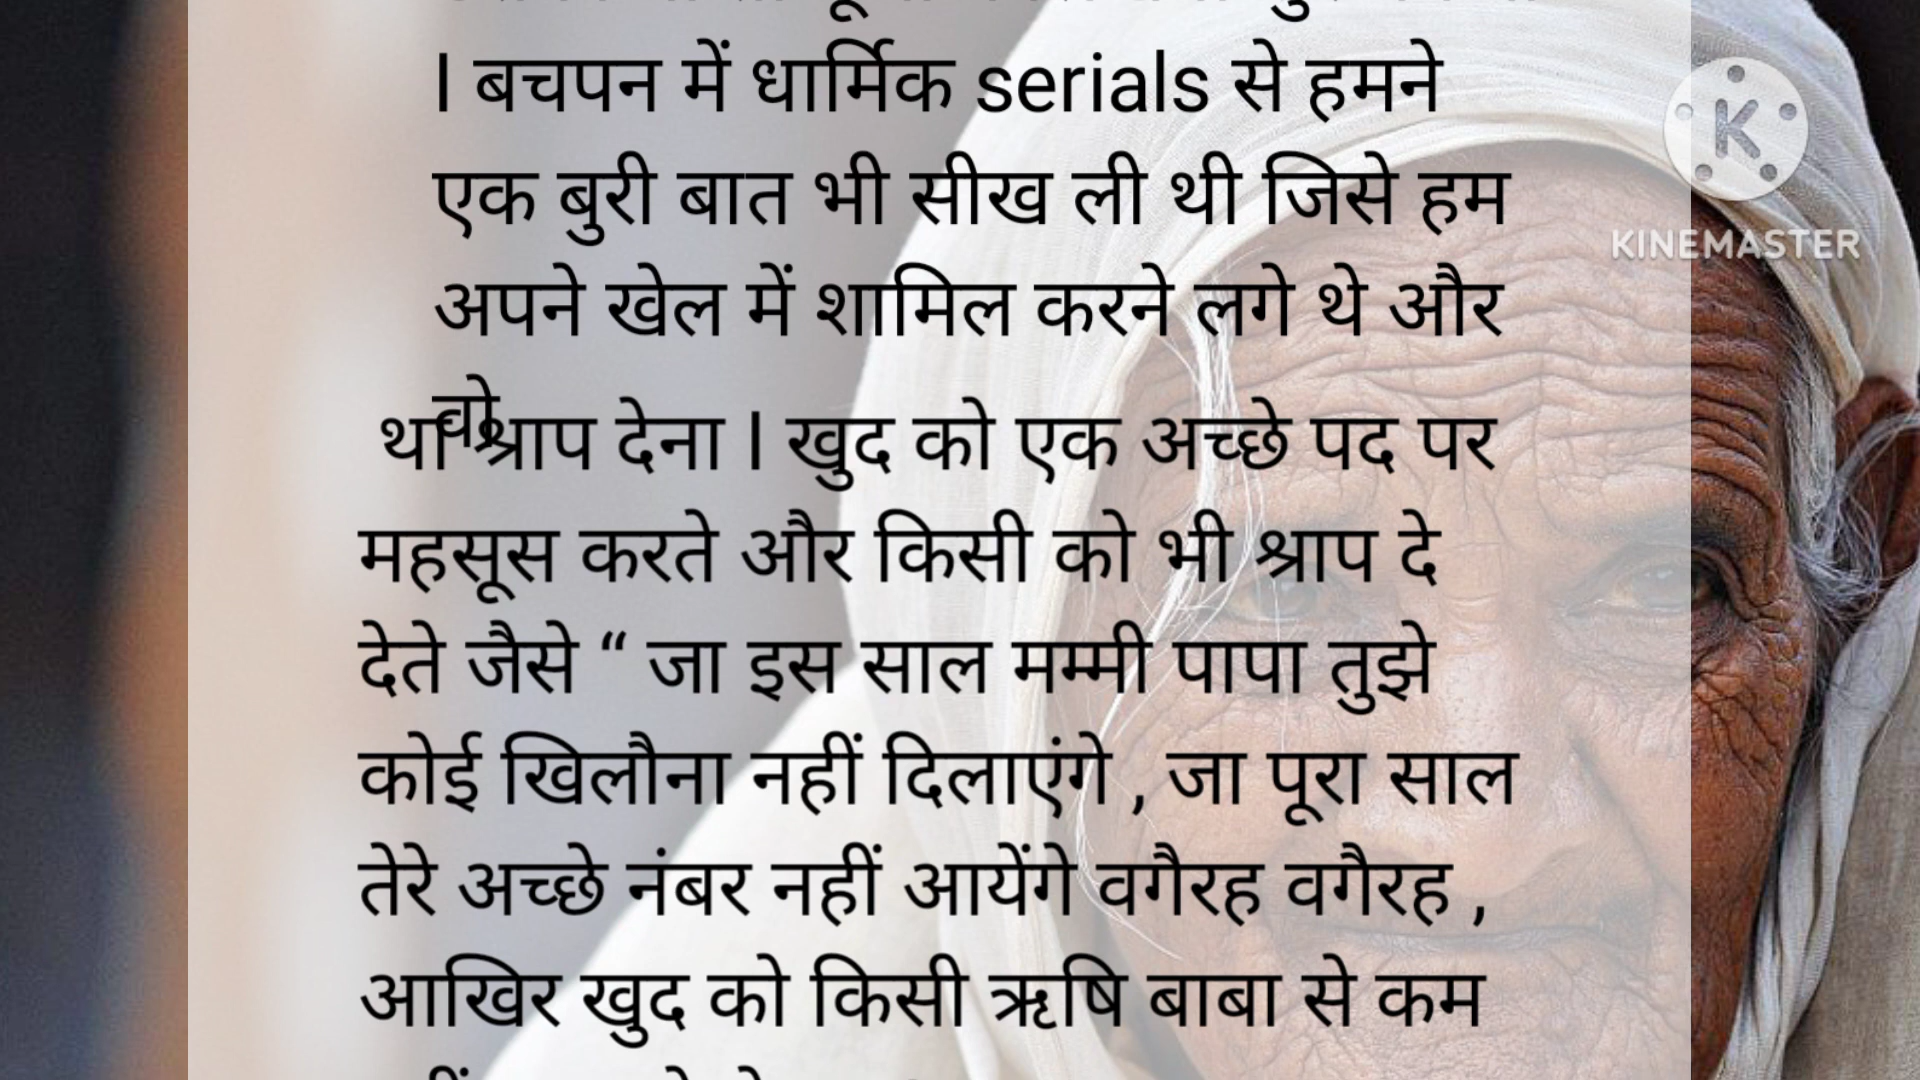 । बचपन में धार्मिक serials से हमने
एक बुरी बात भी सीख ली थी जिसे हम
अपने खेल में शामिल करने लगे थे और
वो
था श्राप देना । खुद को एक अच्छे पद पर
महसूस करते और किसी को भी श्राप दे
देते जैसे “ जा इस साल मम्मी पापा तुझे
कोई खिलौना नहीं दिलाएंगे , जा पूरा साल
तेरे अच्छे नंबर नहीं आयेंगे वगैरह वगैरह ,
आखिर खुद को किसी ऋषि बाबा से कम
K
KINEMASTER